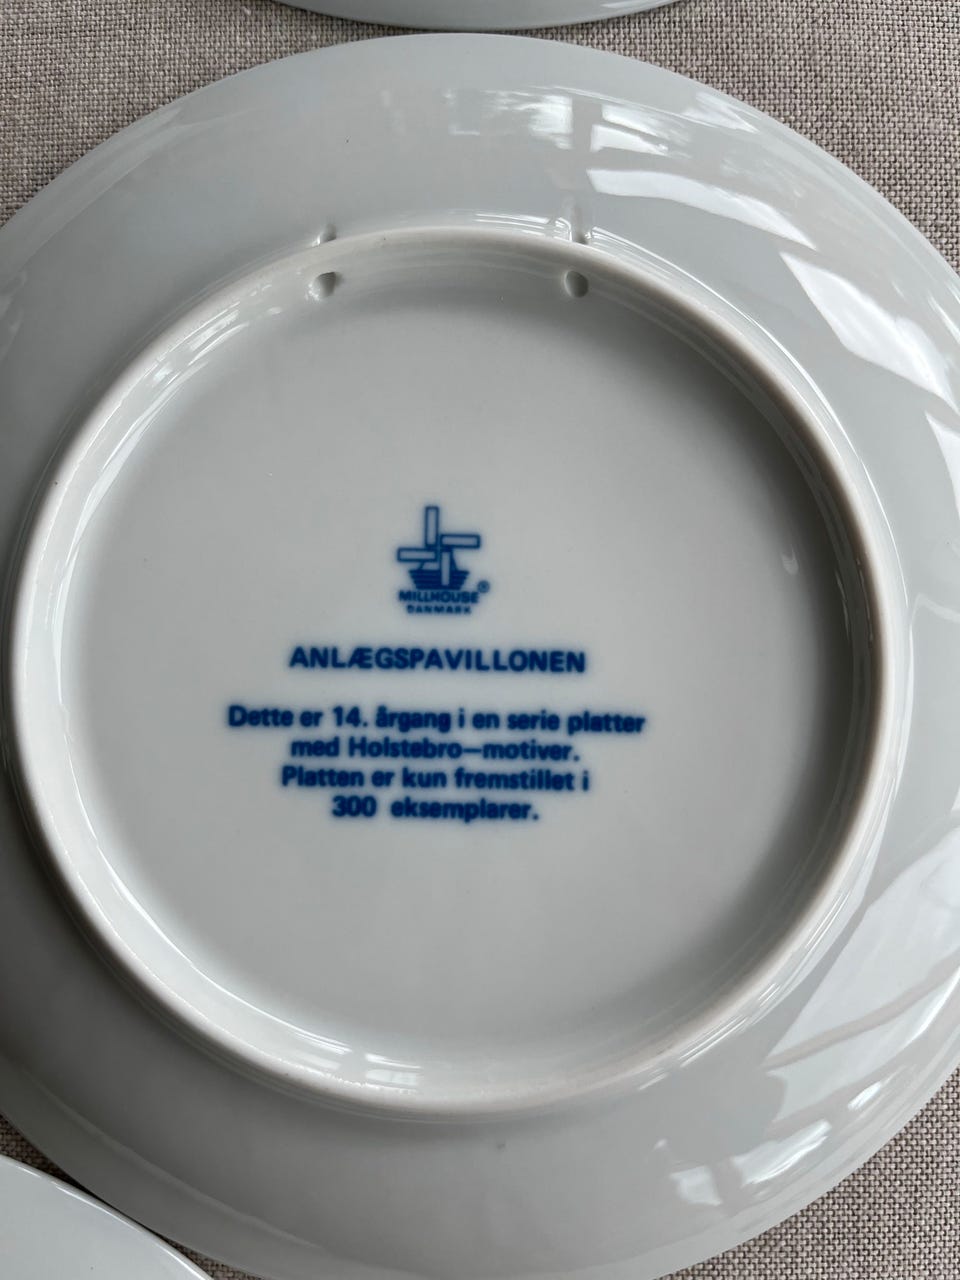 MILLHOUSE®
DANMARK
ANLÆGSPAVILLONEN
Dette er 14. årgang i en serie platter
med Holstebro—motiver.
Platten er kun fremstillet i
300 eksemplarer.